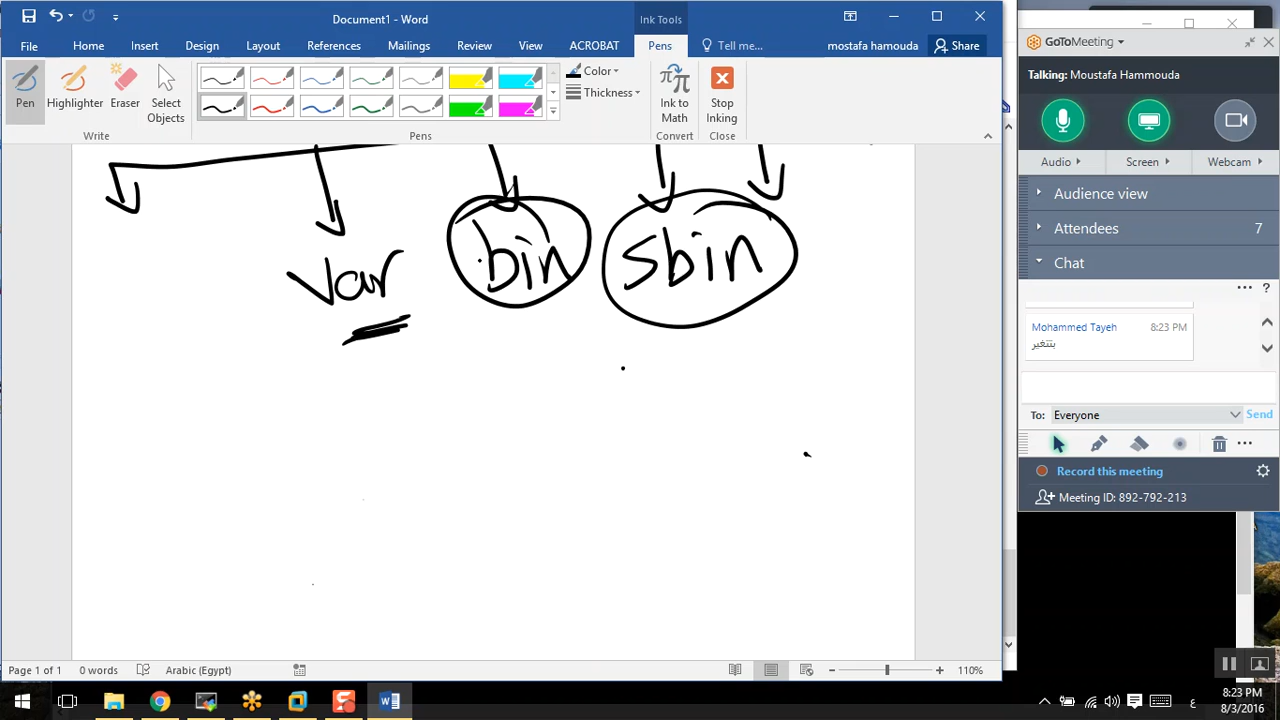 Document1 - Word
Ink Tools
File
Home
Insert
Design
Layout
References
Mailings
Review
View
ACROBAT
Pens
Tell me...
mostafa hamouda
Share
Pen
Highlighter
Eraser
Select Objects
Color
Thickness
Ink to Math
Stop Inking
Write
Pens
Convert
Close
Var
bin
sbin
Page 1 of 1
0 words
Arabic (Egypt)
110%
GoToMeeting
Talking: Moustafa Hammouda
Audio
Screen
Webcam
Audience view
Attendees
7
Chat
?
Mohammed Tayeh
8:23 PM
بتتغير
To:
Everyone
Send
Record this meeting
Meeting ID: 892-792-213
ع
8:23 PM
8/3/2016